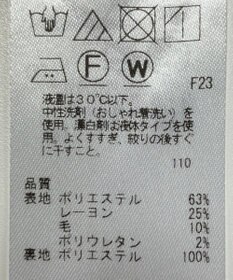 F
W
F23
液温は30℃以下。
中性洗剤(おしゃれ着洗い)を
使用、漂白剤は液体タイプを使
用。よくすすぎ、絞りの後すぐ
に干すこと。
110
品質
表地 ポリエステル 63%
レーヨン 25%
毛 10%
ポリウレタン 2%
裏地 ポリエステル 100%